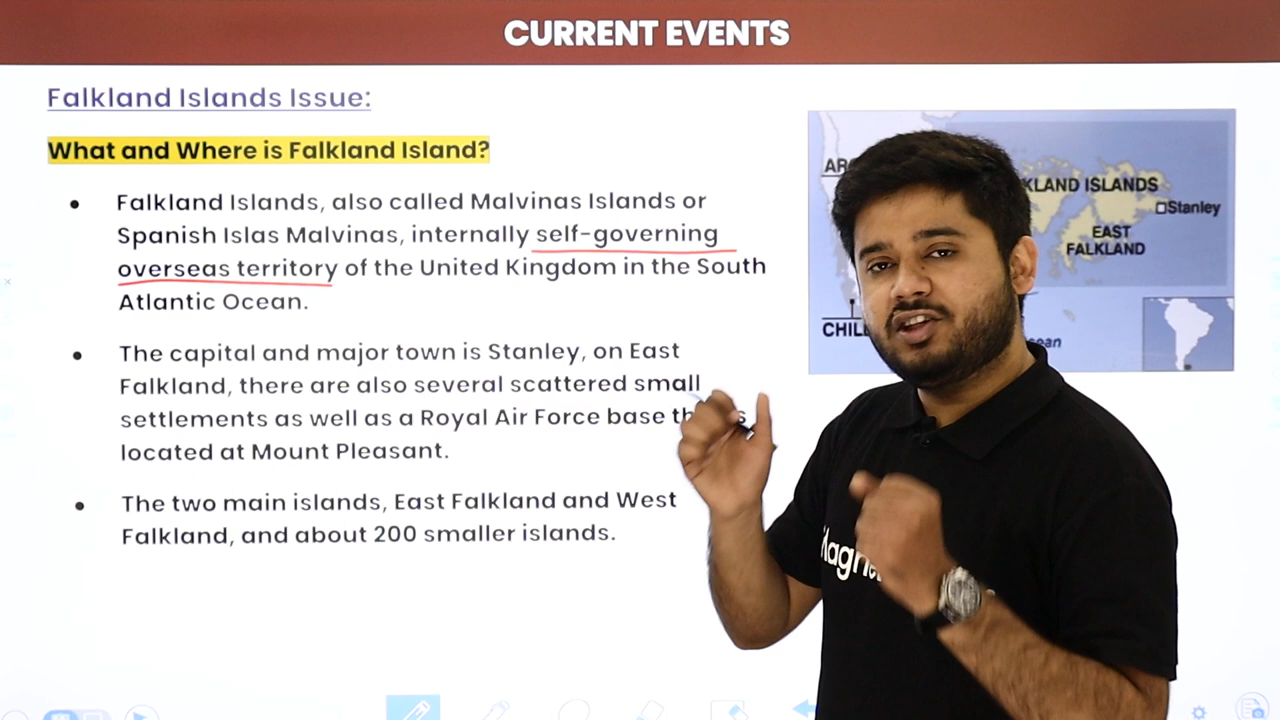 CURRENT EVENTS
Falkland Islands Issue:
What and Where is Falkland Island?
Falkland Islands, also called Malvinas Islands or
Spanish Islas Malvinas, internally self-governing
overseas territory of the United Kingdom in the South
Atlantic Ocean.
The capital and major town is Stanley, on East
Falkland, there are also several scattered small
settlements as well as a Royal Air Force base
located at Mount Pleasant.
The two main islands, East Falkland and West
Falkland, and about 200 smaller islands.
ISLANDS
Stanley
EAST
FALKLAND